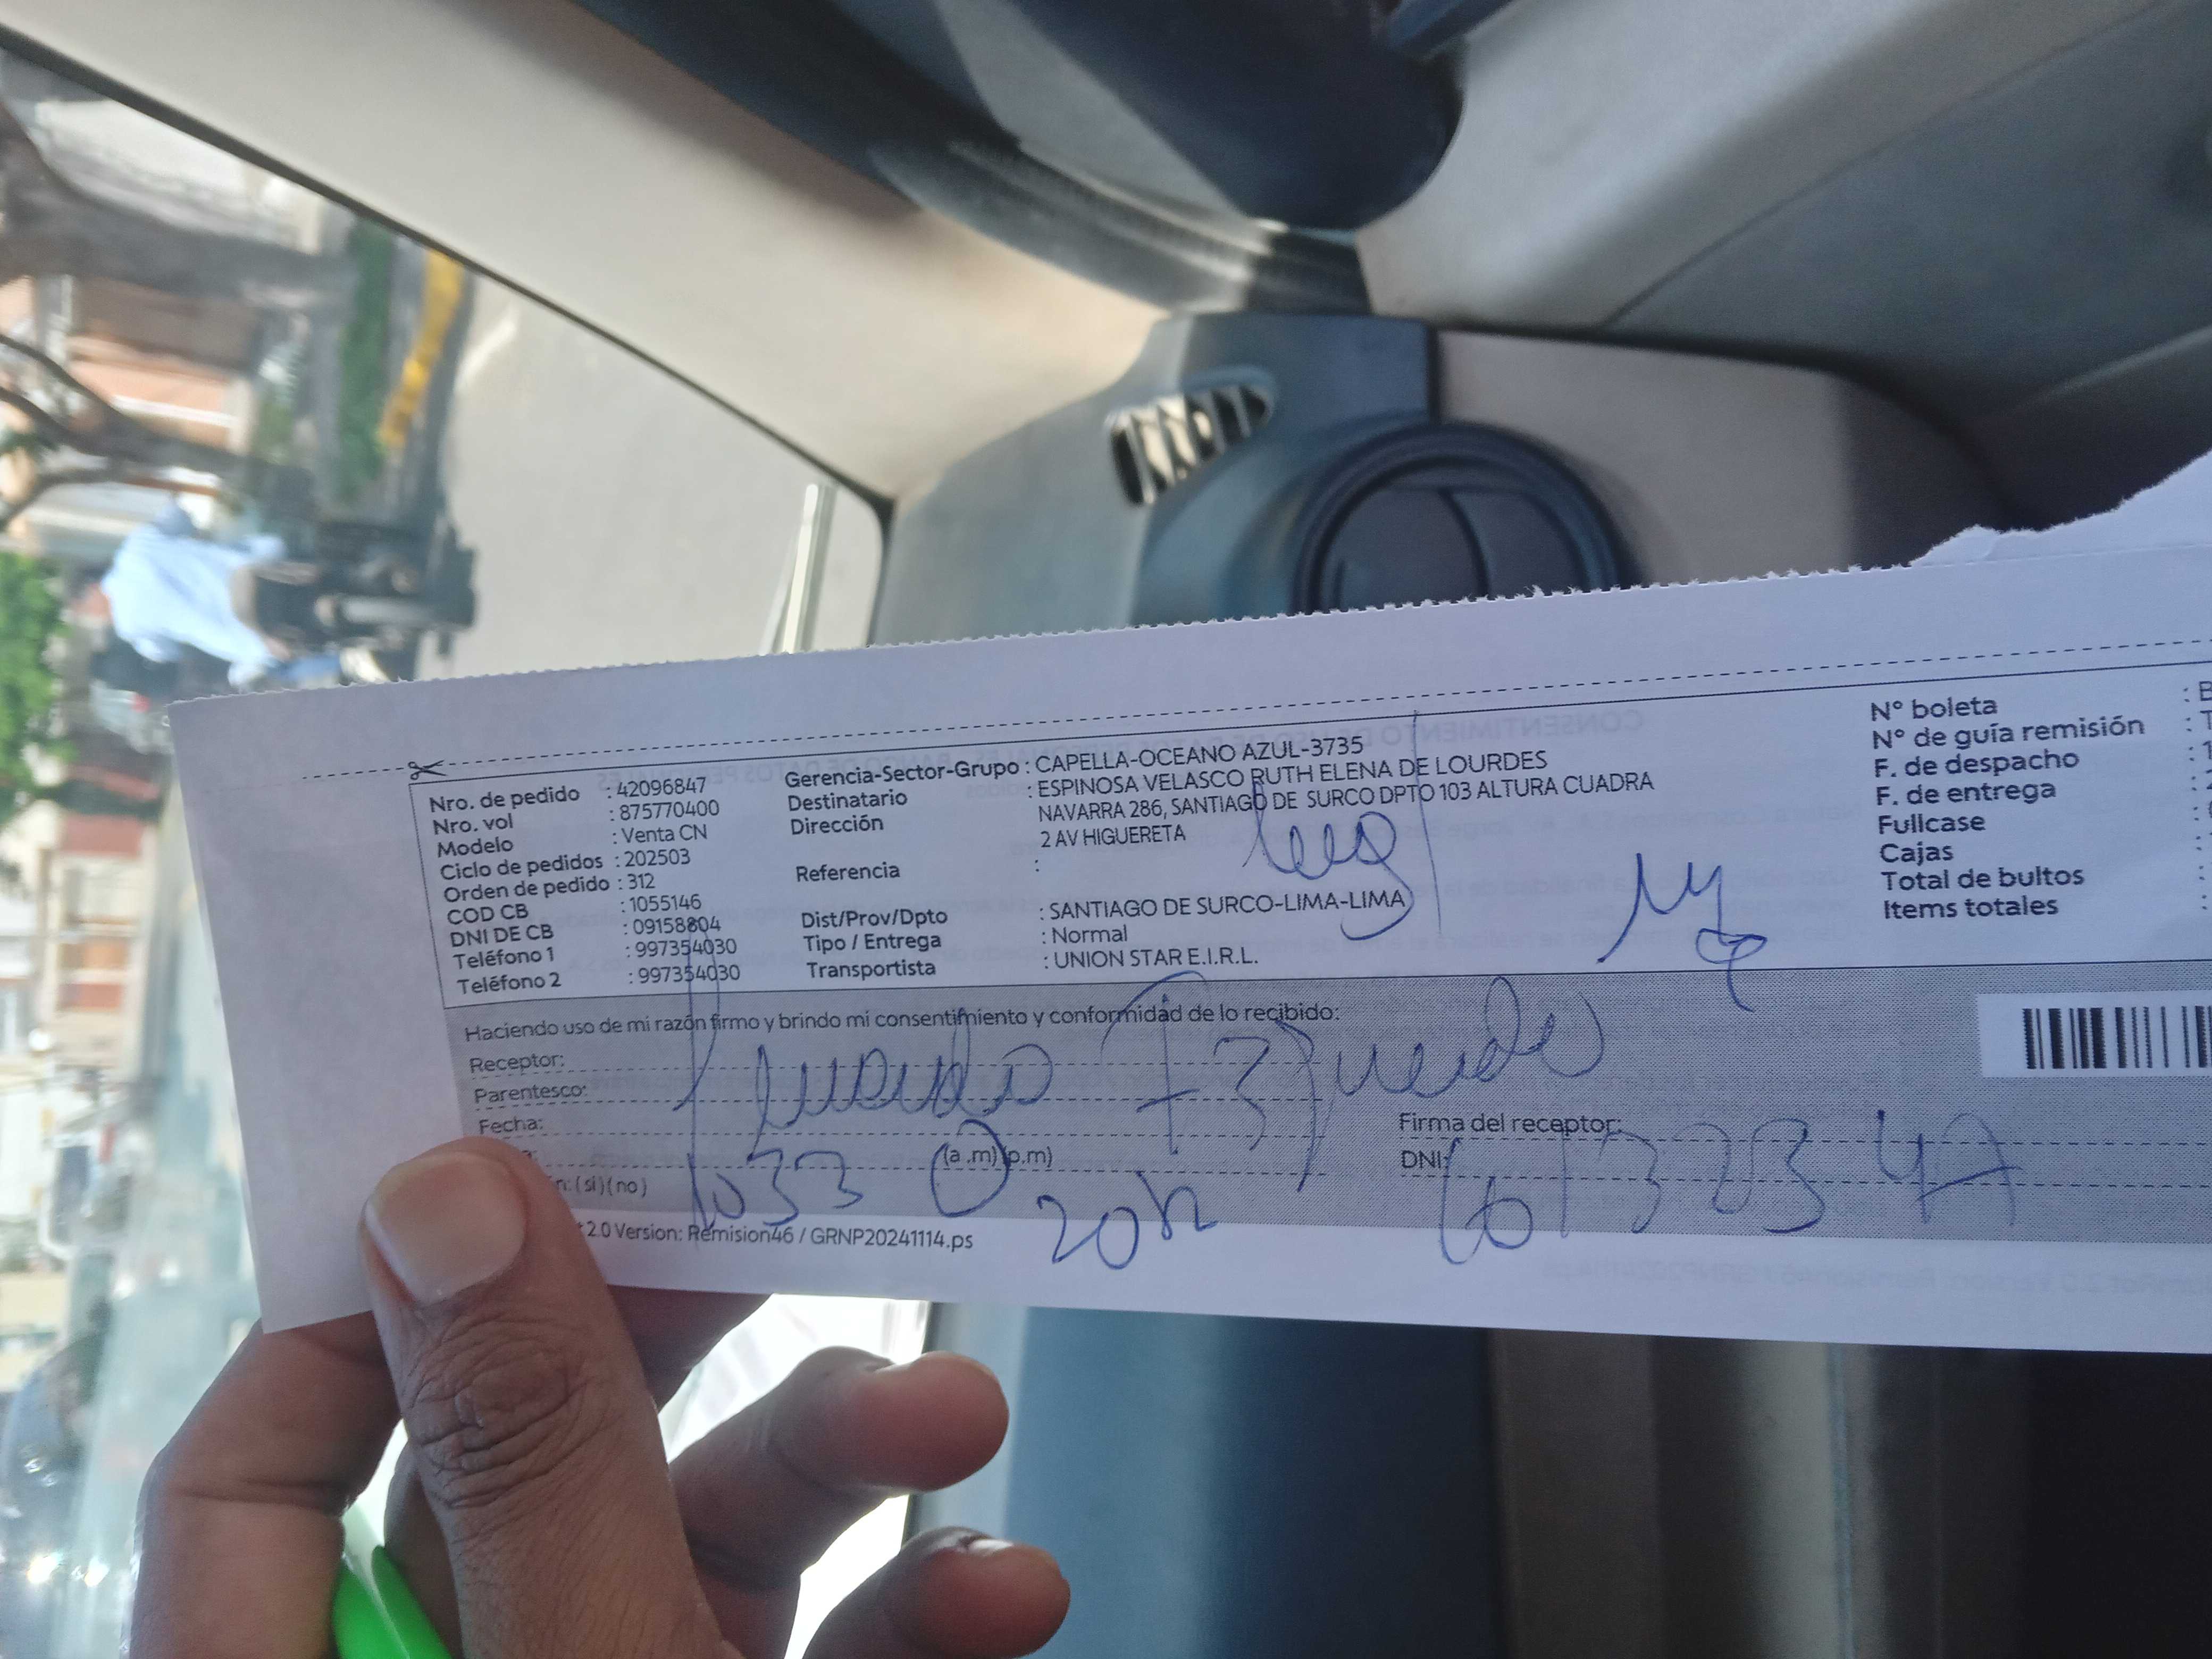 Nro. de pedido : 42096847
Nro. vol : 875770400
Modelo : Venta CN
Ciclo de pedidos : 202503
Orden de pedido : 312
COD CB : 1055146
DNI DE CB : 09158804
Teléfono 1 : 997354030
Teléfono 2 : 997354030
Gerencia-Sector-Grupo : CAPELLA-OCEANO AZUL-3735
Destinatario : ESPINOSA VELASCO RUTH ELENA DE LOURDES
Dirección NAVARRA 286, SANTIAGO DE SURCO DPTO 103 ALTURA CUADRA
2 AV HIGUERETA
Referencia :
Dist/Prov/Dpto : SANTIAGO DE SURCO-LIMA-LIMA
Tipo / Entrega : Normal
Transportista : UNION STAR E.I.R.L.
N° boleta : B
N° de guía remisión : T
F. de despacho : 1
F. de entrega : 2
Fullcase :
Cajas :
Total de bultos :
Items totales :
Haciendo uso de mi razón firmo y brindo mi consentimiento y conformidad de lo recibido:
Receptor:
Parentesco:
Fecha:
(a .m) (p.m)
(si) (no)
Firma del receptor:
DNI:
1033
2.0 Version: Remision46 / GRNP20241114.ps